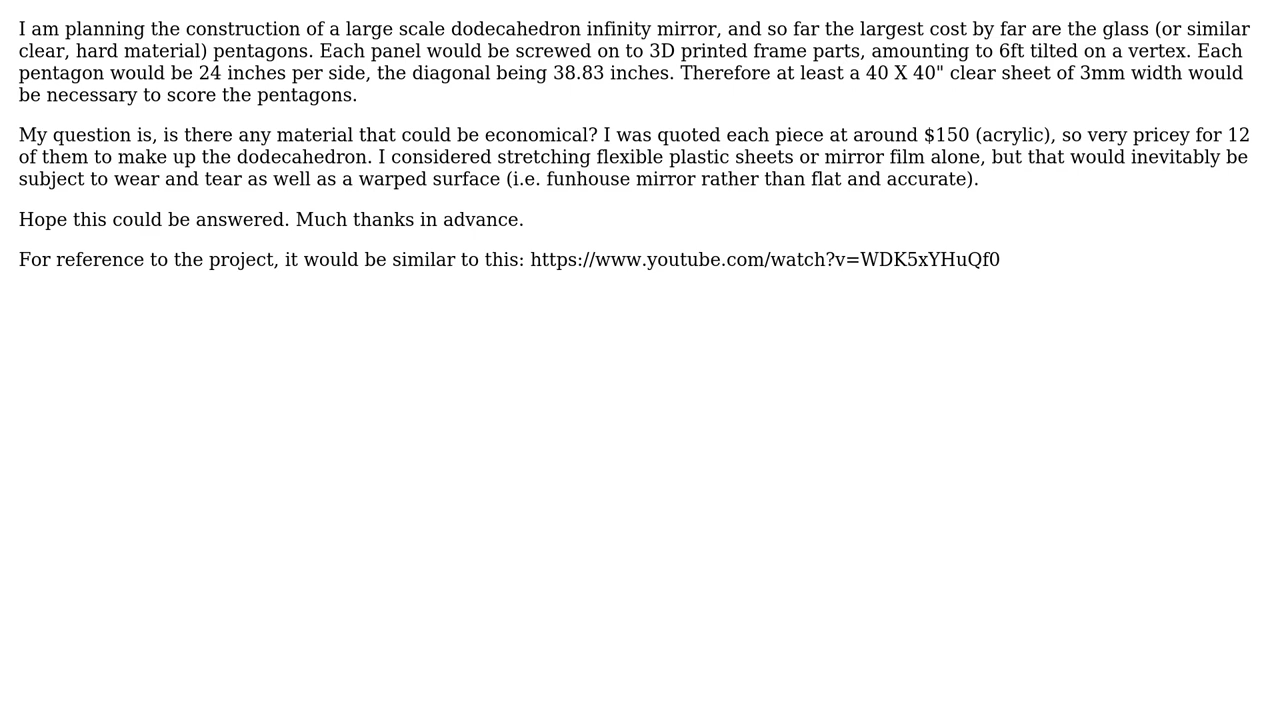 I am planning the construction of a large scale dodecahedron infinity mirror, and so far the largest cost by far are the glass (or similar
clear, hard material) pentagons. Each panel would be screwed on to 3D printed frame parts, amounting to 6ft tilted on a vertex. Each
pentagon would be 24 inches per side, the diagonal being 38.83 inches. Therefore at least a 40 X 40" clear sheet of 3mm width would
be necessary to score the pentagons.
My question is, is there any material that could be economical? I was quoted each piece at around $150 (acrylic), so very pricey for 12
of them to make up the dodecahedron. I considered stretching flexible plastic sheets or mirror film alone, but that would inevitably be
subject to wear and tear as well as a warped surface (i.e. funhouse mirror rather than flat and accurate).
Hope this could be answered. Much thanks in advance.
For reference to the project, it would be similar to this: https://www.youtube.com/watch?v=WDK5xYHuQf0